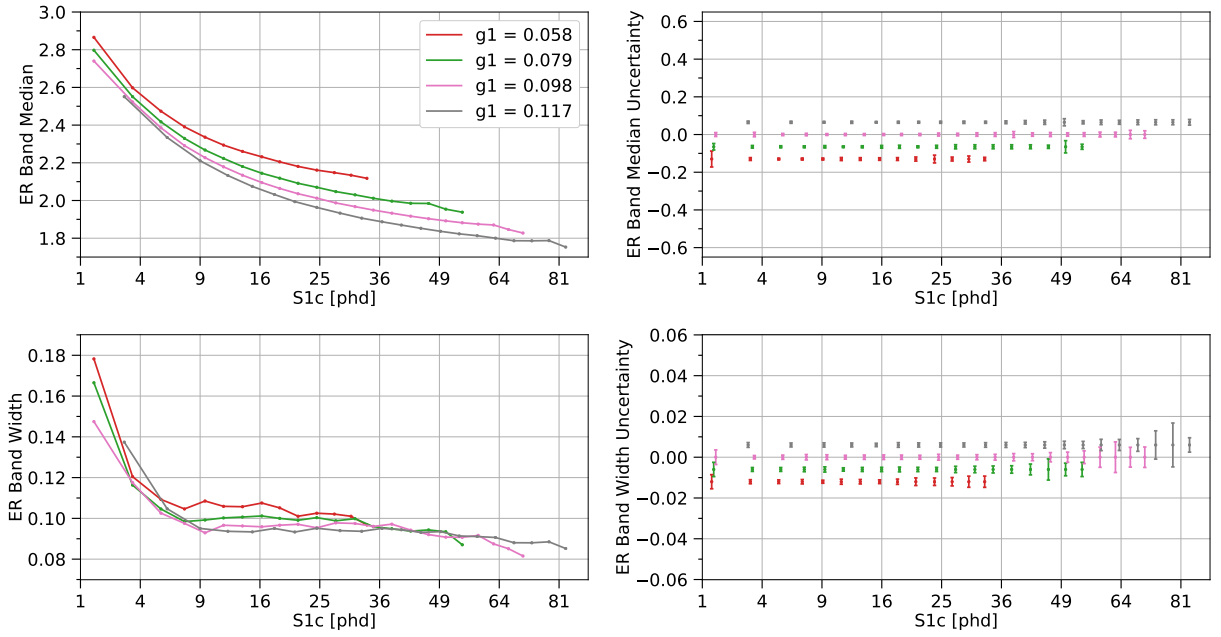 3.0
2.8
2.6
2.4
2.2
2.0
1.8
ER Band Median
1 4 9 16 25 36 49 64 81
S1c [phd]
g1 = 0.058
g1 = 0.079
g1 = 0.098
g1 = 0.117
0.6
0.4
0.2
0.0
−0.2
−0.4
−0.6
ER Band Median Uncertainty
1 4 9 16 25 36 49 64 81
S1c [phd]
0.18
0.16
0.14
0.12
0.10
0.08
ER Band Width
1 4 9 16 25 36 49 64 81
S1c [phd]
0.06
0.04
0.02
0.00
−0.02
−0.04
−0.06
ER Band Width Uncertainty
1 4 9 16 25 36 49 64 81
S1c [phd]